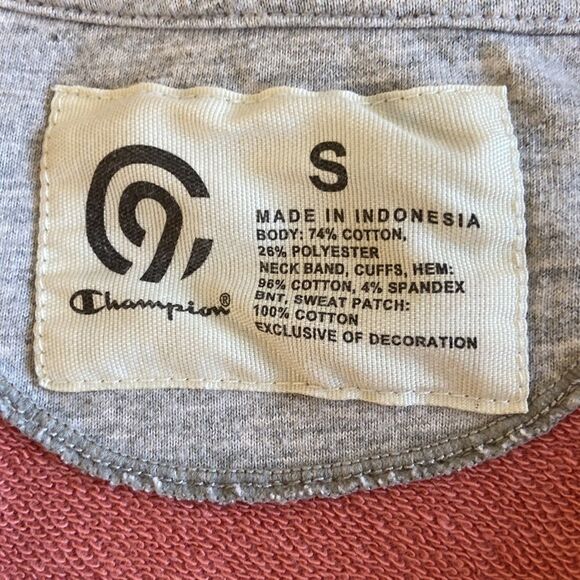 S
MADE IN INDONESIA
BODY: 74% COTTON,
26% POLYESTER
NECK BAND, CUFFS, HEM:
96% COTTON, 4% SPANDEX
BNT, SWEAT PATCH:
100% COTTON
EXCLUSIVE OF DECORATION
C9
Champion®